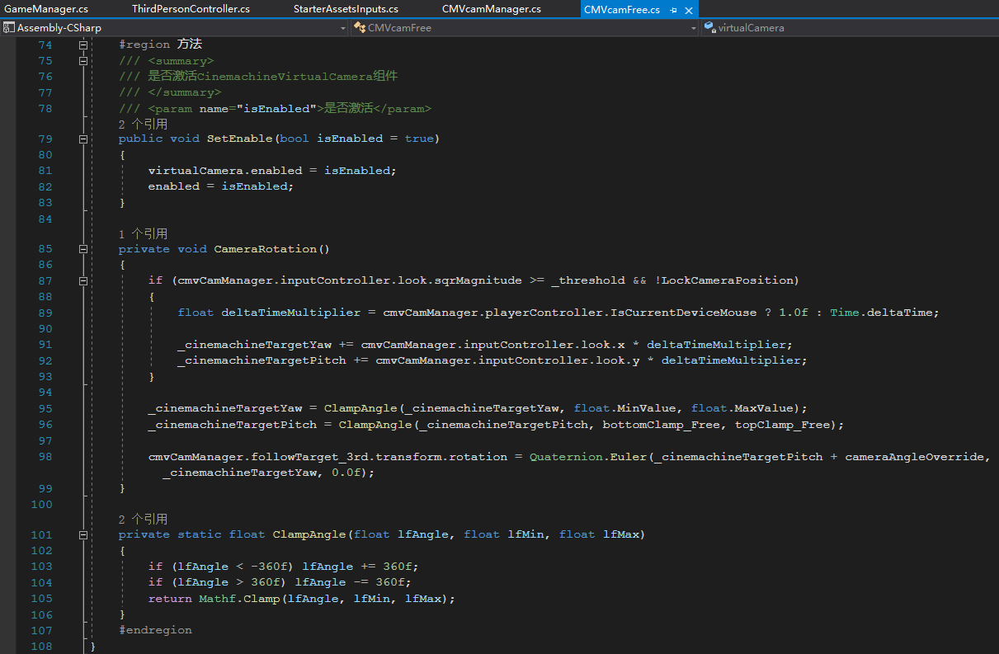 GameManager.cs ThirdPersonController.cs StarterAssetsInputs.cs CMVcamManager.cs CMVcamFree.cs
Assembly-CSharp CMVcamFree virtualCamera
74 #region 方法
75 /// <summary>
76 /// 是否激活CinemachineVirtualCamera组件
77 /// </summary>
78 /// <param name="isEnabled">是否激活</param>
2 个引用
79 public void SetEnable(bool isEnabled = true)
80 {
81 virtualCamera.enabled = isEnabled;
82 enabled = isEnabled;
83 }
84
1 个引用
85 private void CameraRotation()
86 {
87 if (cmvCamManager.inputController.look.sqrMagnitude >= _threshold && !LockCameraPosition)
88 {
89 float deltaTimeMultiplier = cmvCamManager.playerController.IsCurrentDeviceMouse ? 1.0f : Time.deltaTime;
90
91 _cinemachineTargetYaw += cmvCamManager.inputController.look.x * deltaTimeMultiplier;
92 _cinemachineTargetPitch += cmvCamManager.inputController.look.y * deltaTimeMultiplier;
93 }
94
95 _cinemachineTargetYaw = ClampAngle(_cinemachineTargetYaw, float.MinValue, float.MaxValue);
96 _cinemachineTargetPitch = ClampAngle(_cinemachineTargetPitch, bottomClamp_Free, topClamp_Free);
97
98 cmvCamManager.followTarget_3rd.transform.rotation = Quaternion.Euler(_cinemachineTargetPitch + cameraAngleOverride,
_cinemachineTargetYaw, 0.0f);
99 }
100
2 个引用
101 private static float ClampAngle(float lfAngle, float lfMin, float lfMax)
102 {
103 if (lfAngle < -360f) lfAngle += 360f;
104 if (lfAngle > 360f) lfAngle -= 360f;
105 return Mathf.Clamp(lfAngle, lfMin, lfMax);
106 }
107 #endregion
108 }